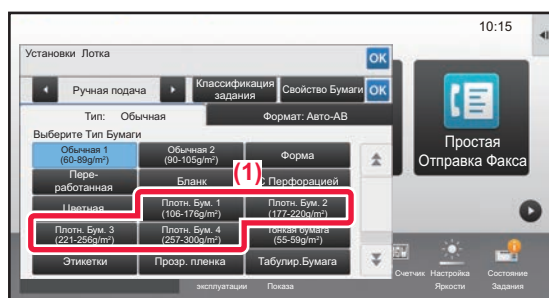 10:15
Установки Лотка
OK
Ручная подача
Классификация
задания
Свойство Бумаги
OK
Тип: Обычная
Формат: Авто-AB
Выберите Тип Бумаги
Обычная 1
(60-89g/m²)
Обычная 2
(90-105g/m²)
Форма
Пере-
работанная
Бланк
(1)
С Перфорацией
Цветная
Плотн. Бум. 1
(106-176g/m²)
Плотн. Бум. 2
(177-220g/m²)
Плотн. Бум. 3
(221-256g/m²)
Плотн. Бум. 4
(257-300g/m²)
Тонкая бумага
(55-59g/m²)
Этикетки
Прозр. пленка
Табулир.Бумага
Простая
Отправка Факса
эксплуатации
Показа
Счетчик
Настройка
Яркости
Состояние
Задания